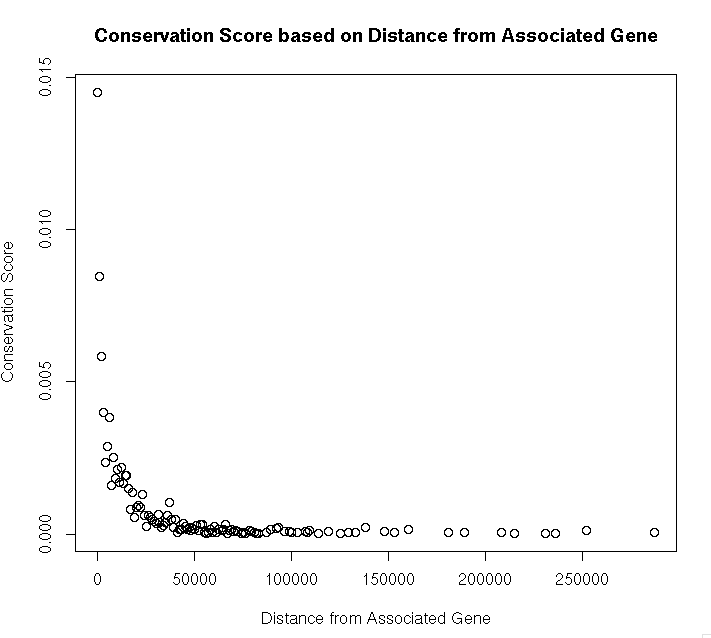 Conservation Score based on Distance from Associated Gene
0.015
0.010
0.005
0.000
Conservation Score
0 50000 100000 150000 200000 250000
Distance from Associated Gene